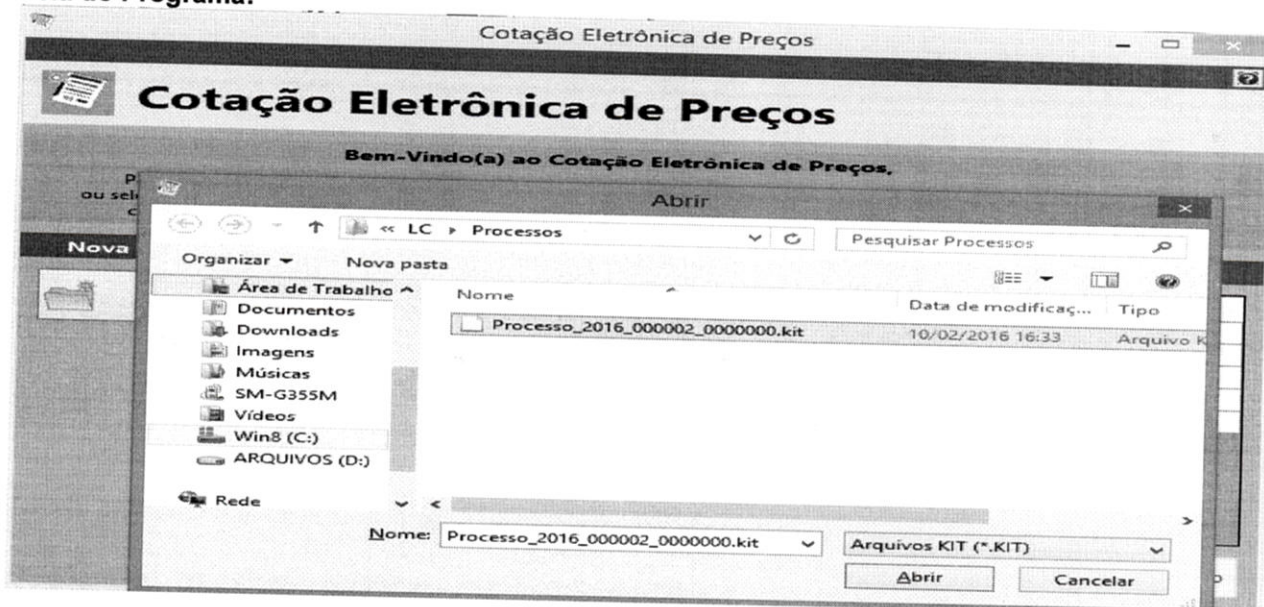 Programa.
Cotação Eletrônica de Preços
Cotação Eletrônica de Preços
Bem-Vindo(a) ao Cotação Eletrônica de Preços,
P
ou sel
c
Abrir
Nova
« LC ▸ Processos
Pesquisar Processos
Organizar
Nova pasta
Área de Trabalho
Documentos
Downloads
Imagens
Músicas
SM-G355M
Vídeos
Win8 (C:)
ARQUIVOS (D:)
Rede
Nome
Data de modificaç...
Tipo
Processo_2016_000002_0000000.kit
10/02/2016 16:33
Arquivo K
Nome:
Processo_2016_000002_0000000.kit
Arquivos KIT (*.KIT)
Abrir
Cancelar